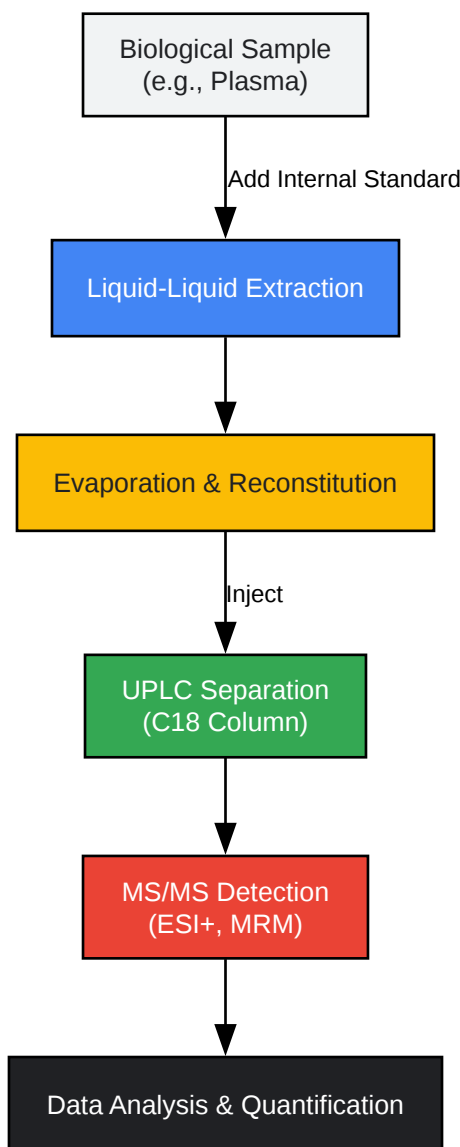 Biological Sample
(e.g., Plasma)
Add Internal Standard
Liquid-Liquid Extraction
Evaporation & Reconstitution
Inject
UPLC Separation
(C18 Column)
MS/MS Detection
(ESI+, MRM)
Data Analysis & Quantification